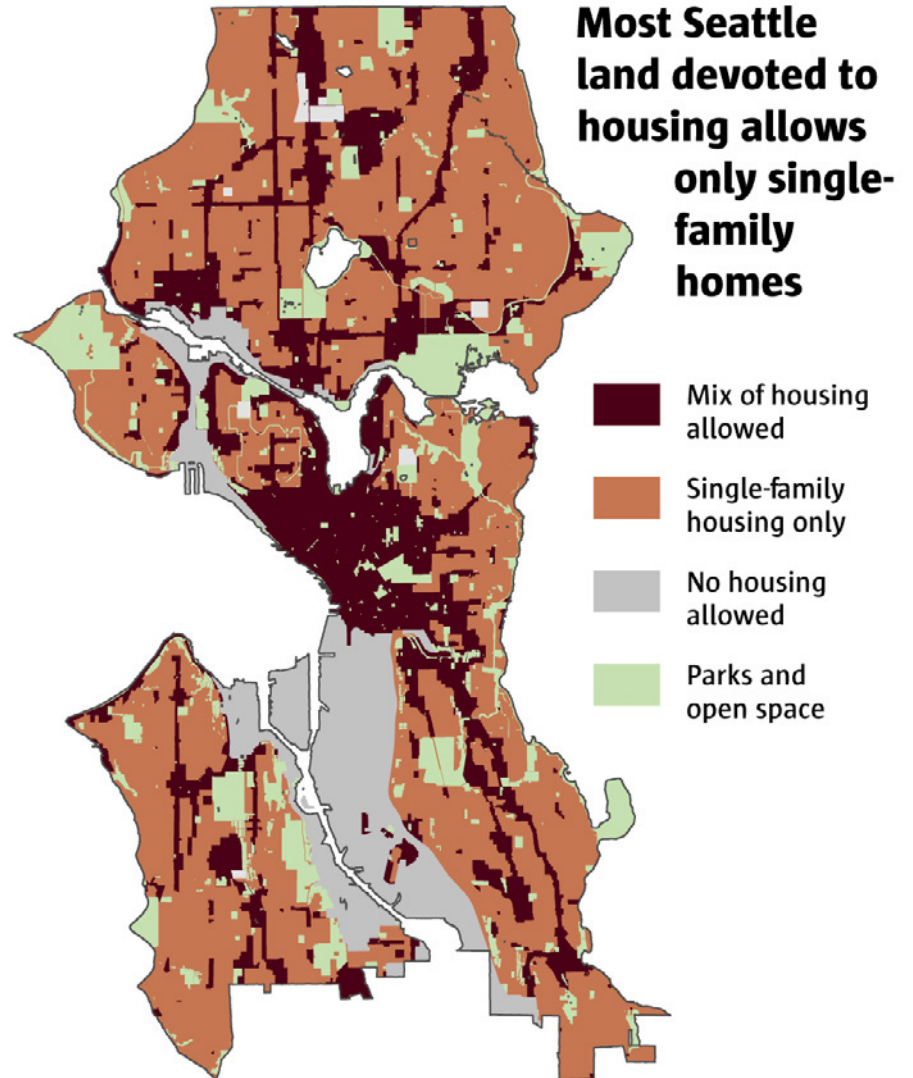 Most Seattle
land devoted to
housing allows
only single-
family
homes
Mix of housing
allowed
Single-family
housing only
No housing
allowed
Parks and
open space